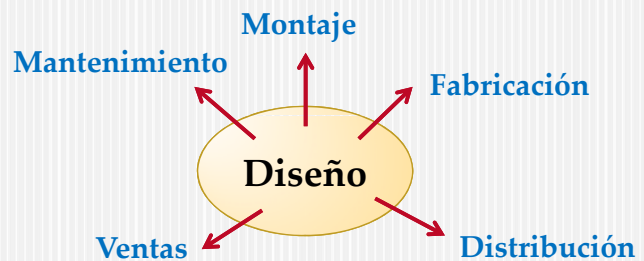 Montaje
Mantenimiento
Fabricación
Diseño
Ventas
Distribución